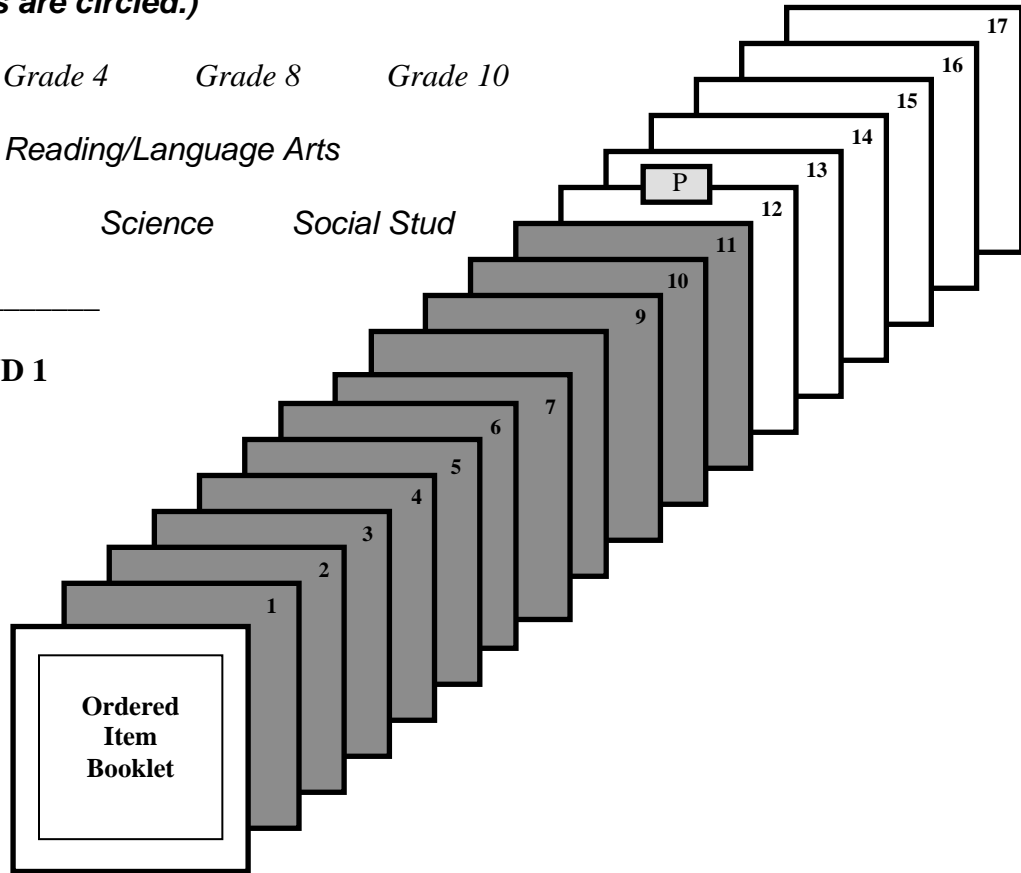 s are circled.)
Grade 4 Grade 8 Grade 10
Reading/Language Arts
Science Social Stud
D 1
17
16
15
14
13
P
12
11
10
9
7
6
5
4
3
2
1
Ordered
Item
Booklet